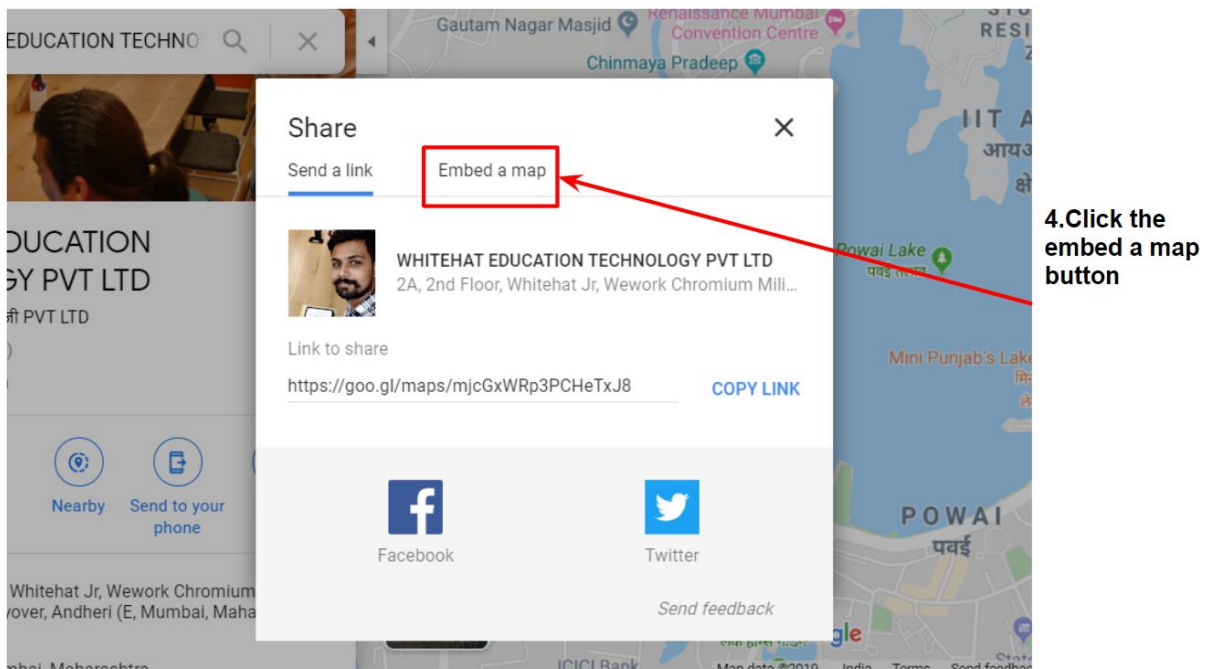 EDUCATION TECHNO
Gautam Nagar Masjid
Renaissance Mumbai
Convention Centre
Chinmaya Pradeep
RESI
IIT A
Share
Send a link
Embed a map
WHITEHAT EDUCATION TECHNOLOGY PVT LTD
2A, 2nd Floor, Whitehat Jr, Wework Chromium Mili...
Link to share
https://goo.gl/maps/mjcGxWRp3PCHeTxJ8
COPY LINK
Facebook
Twitter
Send feedback
4.Click the
embed a map
button
DUCATION
GY PVT LTD
जी PVT LTD
Nearby
Send to your
phone
Whitehat Jr, Wework Chromium
yover, Andheri (E, Mumbai, Maha
Powai Lake
Mini Punjab's Lake
POWAI
पवई
ICICI Bank
Map data ©2019
India
Terms
Send feedbac